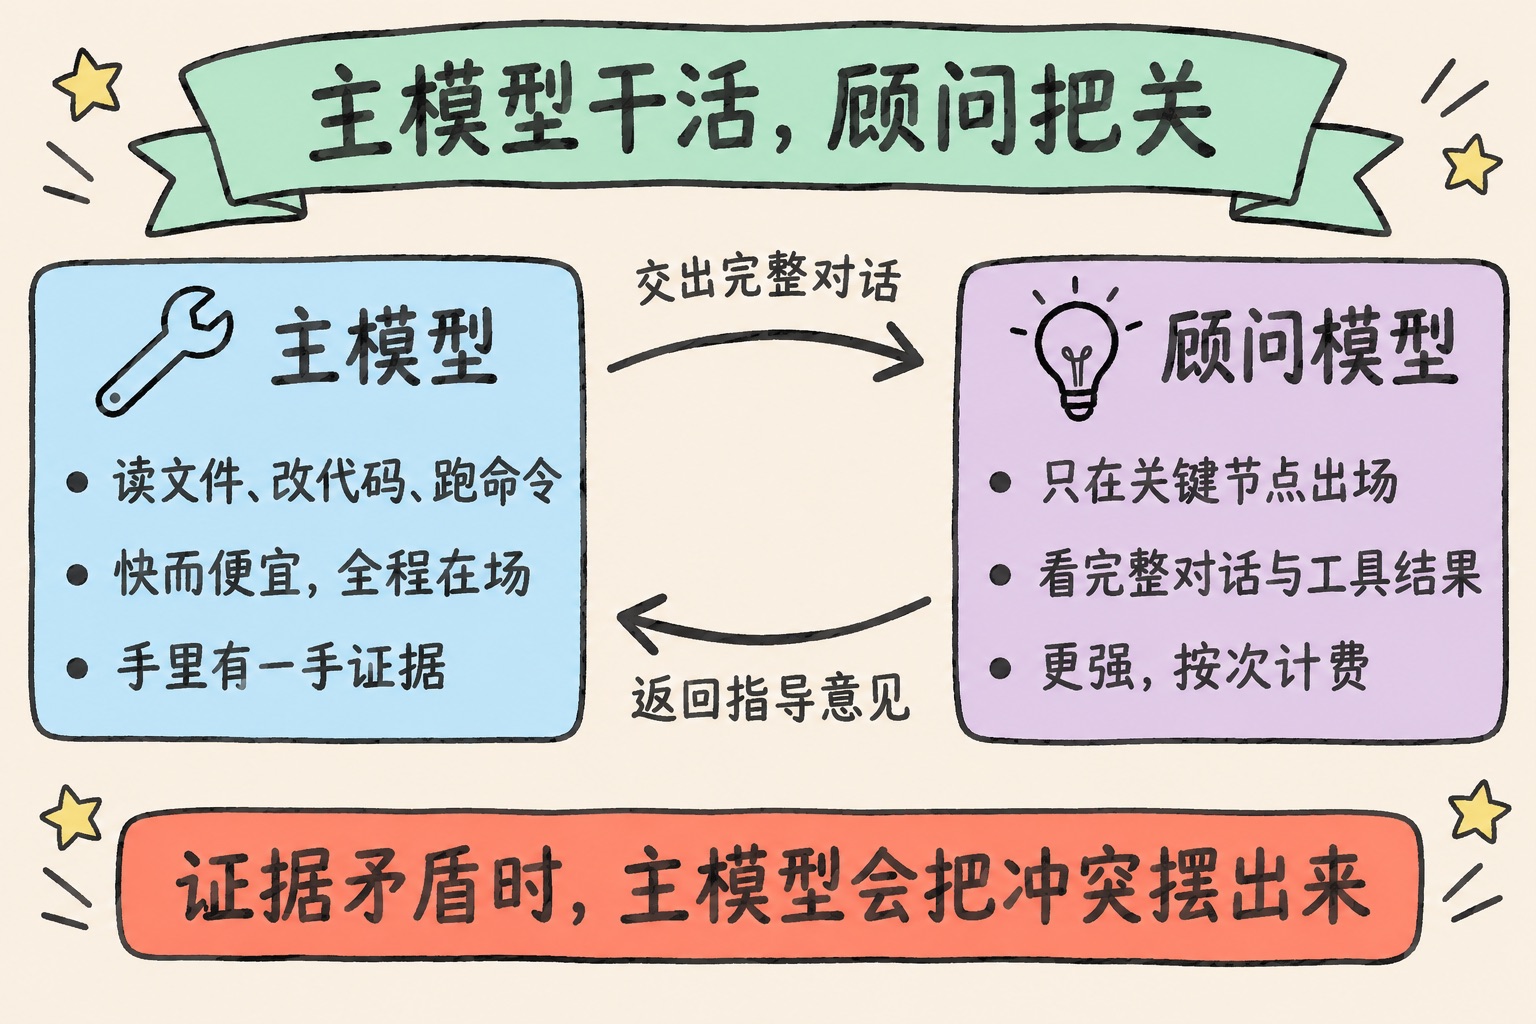 主模型干活，顾问把关
交出完整对话
主模型
读文件、改代码、跑命令
快而便宜，全程在场
手里有一手证据
顾问模型
只在关键节点出场
看完整对话与工具结果
更强，按次计费
返回指导意见
证据矛盾时，主模型会把冲突摆出来